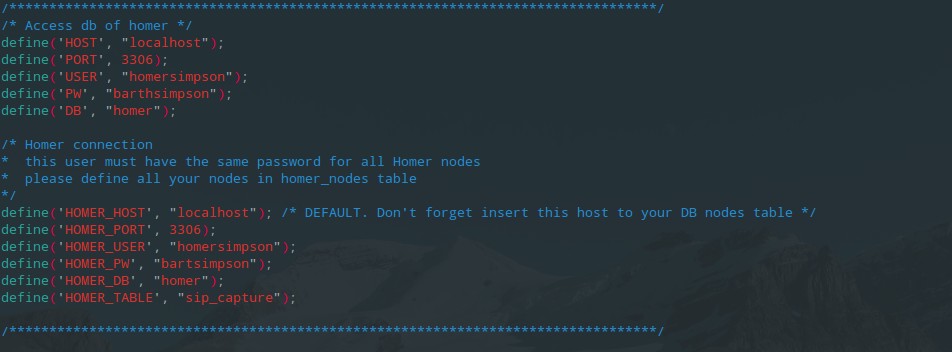 /*********************************************************************************/
/* Access db of homer */
define('HOST', "localhost");
define('PORT', 3306);
define('USER', "homersimpson");
define('PW', "barthsimpson");
define('DB', "homer");
/* Homer connection
*  this user must have the same password for all Homer nodes
*  please define all your nodes in homer_nodes table
*/
define('HOMER_HOST', "localhost"); /* DEFAULT. Don't forget insert this host to your DB nodes table */
define('HOMER_PORT', 3306);
define('HOMER_USER', "homersimpson");
define('HOMER_PW', "bartsimpson");
define('HOMER_DB', "homer");
define('HOMER_TABLE', "sip_capture");
/*********************************************************************************/